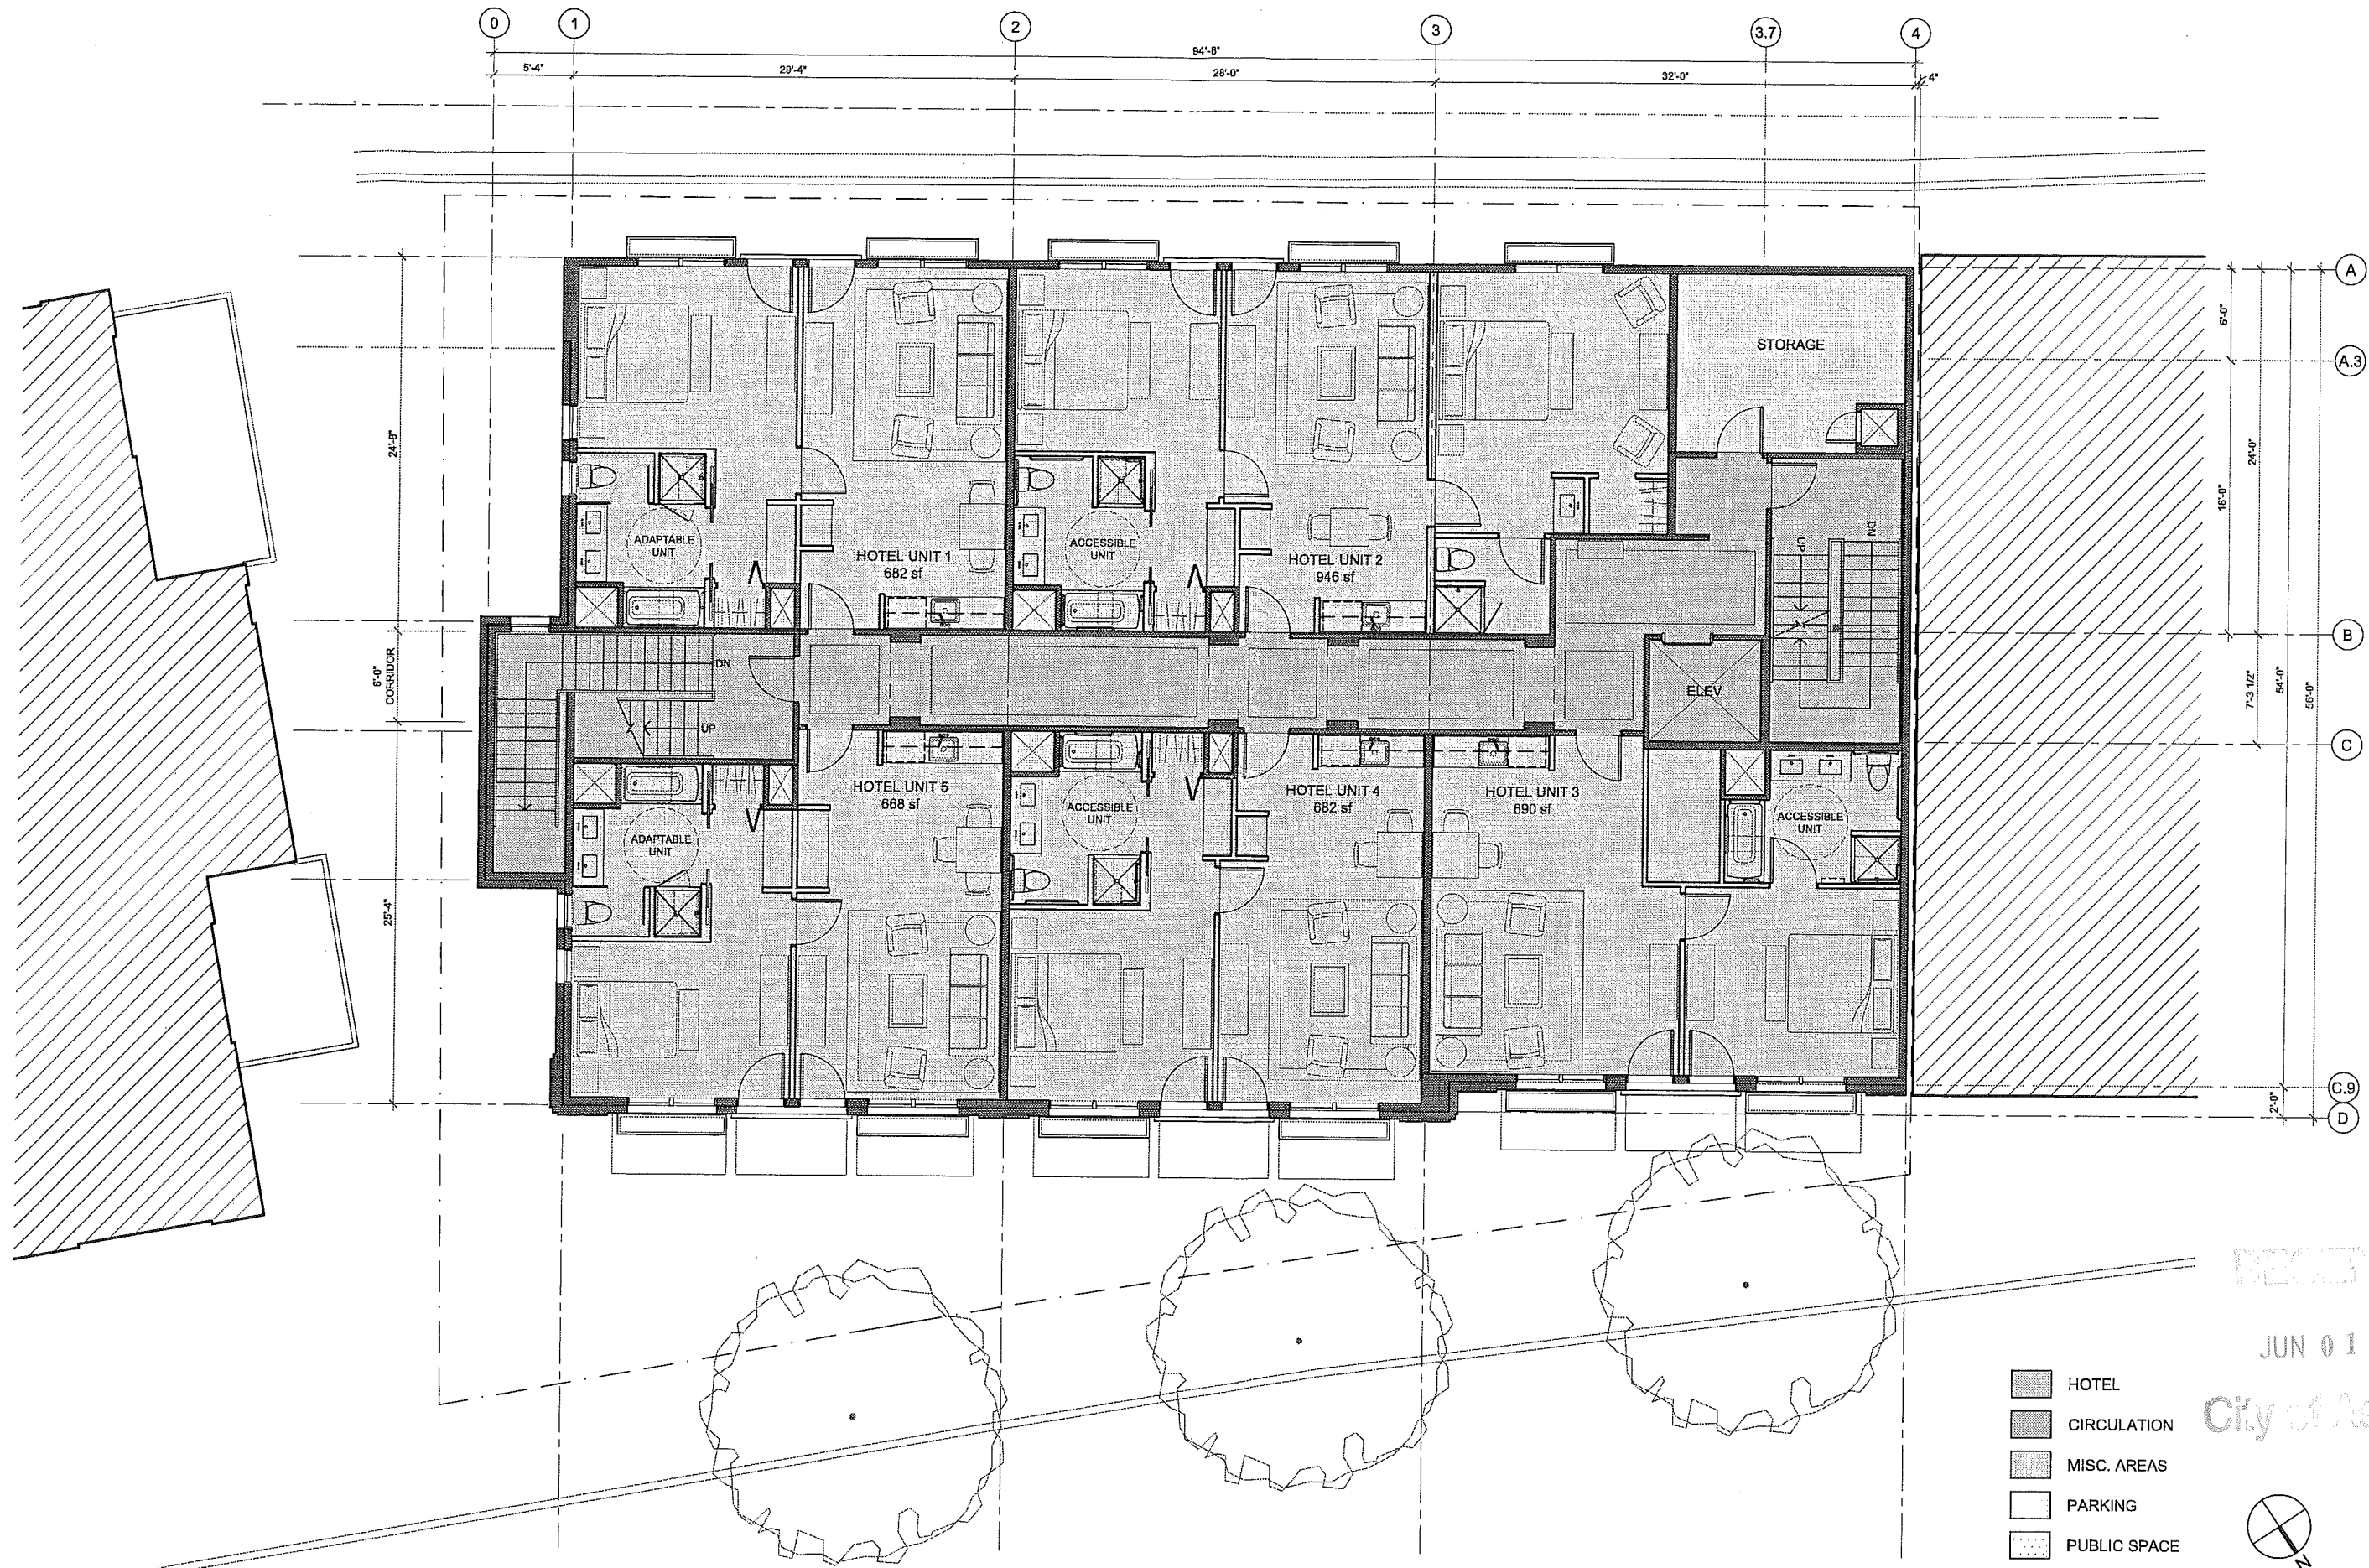 0
1
2
3
3.7
4
94'-8"
5'-4"
29'-4"
28'-0"
32'-0"
4"
A
A.3
B
C
C.9
D
6'-0"
18'-0"
24'-0"
7'-3 1/2"
54'-0"
56'-0"
2'-0"
24'-8"
6'-0"
CORRIDOR
25'-4"
STORAGE
ADAPTABLE
UNIT
HOTEL UNIT 1
682 sf
ACCESSIBLE
UNIT
HOTEL UNIT 2
946 sf
DN
UP
DN
UP
ELEV
HOTEL UNIT 5
668 sf
ADAPTABLE
UNIT
ACCESSIBLE
UNIT
HOTEL UNIT 4
682 sf
HOTEL UNIT 3
690 sf
ACCESSIBLE
UNIT
JUN 01
City of As
HOTEL
CIRCULATION
MISC. AREAS
PARKING
PUBLIC SPACE
N